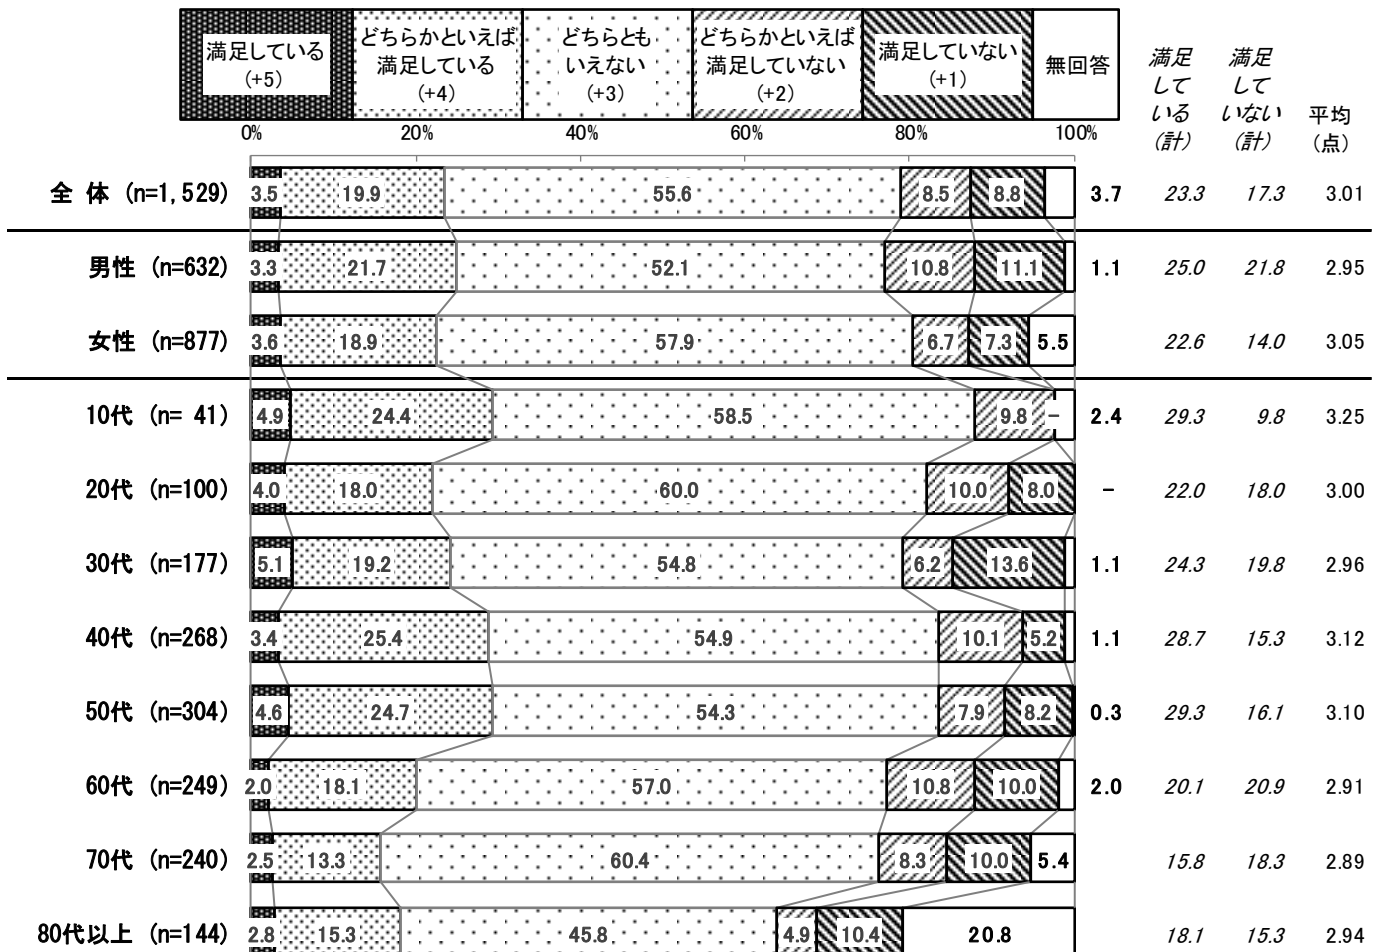 満足している
(+5)
どちらかといえば
満足している
(+4)
どちらとも
いえない
(+3)
どちらかといえば
満足していない
(+2)
満足していない
(+1)
無回答
満足
して
いる
(計)
満足
して
いない
(計)
平均
(点)
0% 20% 40% 60% 80% 100%
全 体 (n=1,529) 3.5 19.9 55.6 8.5 8.8 3.7 23.3 17.3 3.01
男性 (n=632) 3.3 21.7 52.1 10.8 11.1 1.1 25.0 21.8 2.95
女性 (n=877) 3.6 18.9 57.9 6.7 7.3 5.5 22.6 14.0 3.05
10代 (n= 41) 4.9 24.4 58.5 9.8 - 2.4 29.3 9.8 3.25
20代 (n=100) 4.0 18.0 60.0 10.0 8.0 - 22.0 18.0 3.00
30代 (n=177) 5.1 19.2 54.8 6.2 13.6 1.1 24.3 19.8 2.96
40代 (n=268) 3.4 25.4 54.9 10.1 5.2 1.1 28.7 15.3 3.12
50代 (n=304) 4.6 24.7 54.3 7.9 8.2 0.3 29.3 16.1 3.10
60代 (n=249) 2.0 18.1 57.0 10.8 10.0 2.0 20.1 20.9 2.91
70代 (n=240) 2.5 13.3 60.4 8.3 10.0 5.4 15.8 18.3 2.89
80代以上 (n=144) 2.8 15.3 45.8 4.9 10.4 20.8 18.1 15.3 2.94